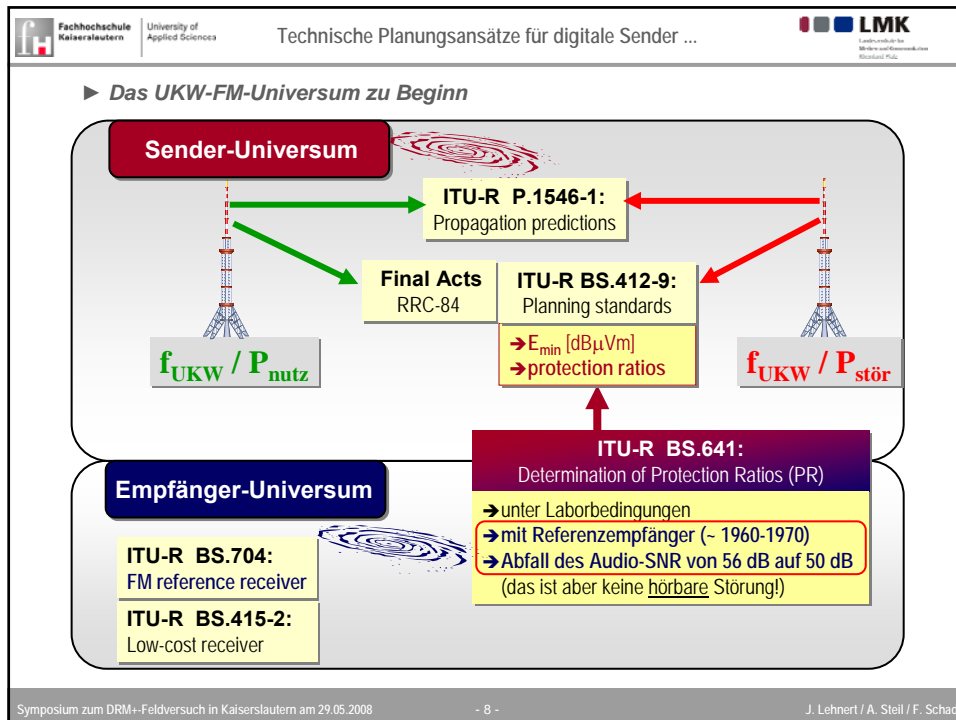 Fachhochschule
Kaiserslautern
University of
Applied Sciences
Technische Planungsansätze für digitale Sender ...
LMK
► Das UKW-FM-Universum zu Beginn
Sender-Universum
ITU-R P.1546-1:
Propagation predictions
Final Acts
RRC-84
ITU-R BS.412-9:
Planning standards
➔Emin [dBµVm]
➔protection ratios
fUKW / Pnutz
fUKW / Pstör
ITU-R BS.641:
Determination of Protection Ratios (PR)
➔unter Laborbedingungen
➔mit Referenzempfänger (~ 1960-1970)
➔Abfall des Audio-SNR von 56 dB auf 50 dB
(das ist aber keine hörbare Störung!)
Empfänger-Universum
ITU-R BS.704:
FM reference receiver
ITU-R BS.415-2:
Low-cost receiver
Symposium zum DRM+-Feldversuch in Kaiserslautern am 29.05.2008
- 8 -
J. Lehnert / A. Steil / F. Schad